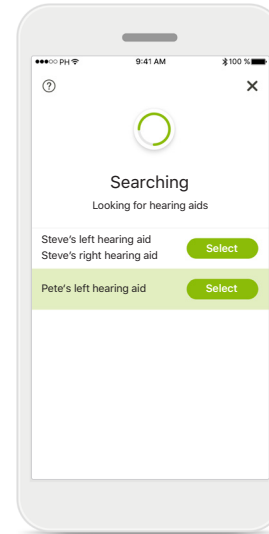 ●●●○○ PH 9:41 AM 100 %
?
Searching
Looking for hearing aids
Steve's left hearing aid
Steve's right hearing aid
Select
Pete's left hearing aid
Select